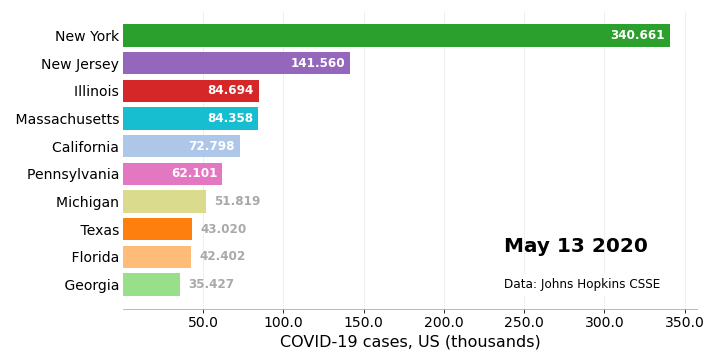 New York 340.661
New Jersey 141.560
Illinois 84.694
Massachusetts 84.358
California 72.798
Pennsylvania 62.101
Michigan 51.819
Texas 43.020
Florida 42.402
Georgia 35.427
May 13 2020
Data: Johns Hopkins CSSE
50.0 100.0 150.0 200.0 250.0 300.0 350.0
COVID-19 cases, US (thousands)